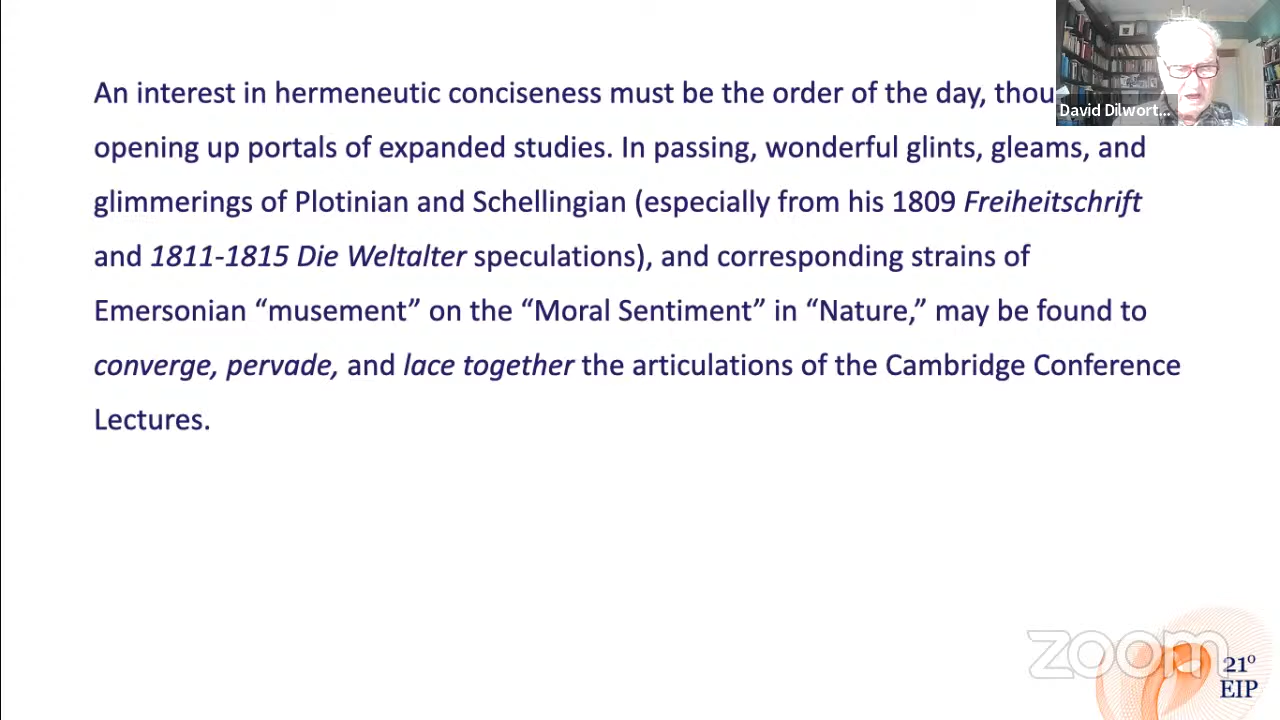 An interest in hermeneutic conciseness must be the order of the day, thou
opening up portals of expanded studies. In passing, wonderful glints, gleams, and
glimmerings of Plotinian and Schellingian (especially from his 1809 Freiheitschrift
and 1811-1815 Die Weltalter speculations), and corresponding strains of
Emersonian “musement” on the “Moral Sentiment” in “Nature,” may be found to
converge, pervade, and lace together the articulations of the Cambridge Conference
Lectures.
David Dilwort...
zoom
21º
EIP